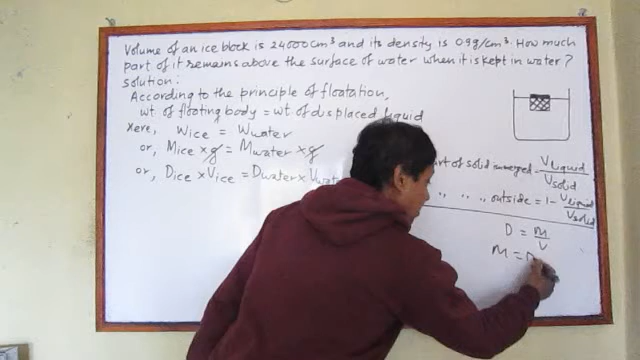 Volume of an ice block is 24000cm³ and its density is 0.9g/cm³. How much
part of it remains above the surface of water when it is kept in water?
solution:
According to the principle of floatation,
wt of floating body = wt of displaced liquid
Here, Wice = Wwater
or, Mice × g = Mwater × g
or, Dice × Vice = Dwater × Vwat
part of solid immerged = Vliquid/Vsolid
,, ,, ,, outside = 1 - Vliquid/Vsolid
D = M/V
M =